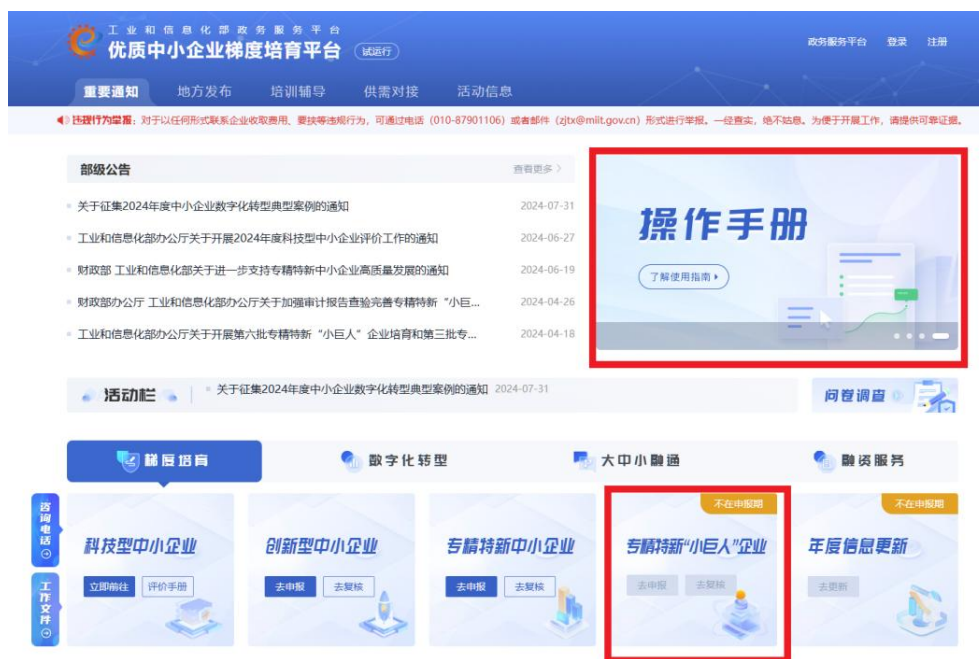 工业和信息化部政务服务平台
优质中小企业梯度培育平台 试运行
政务服务平台 登录 注册
重要通知 地方发布 培训辅导 供需对接 活动信息
违规行为举报：对于以任何形式联系企业收取费用、要挟等违规行为，可通过电话（010-87901106）或者邮件（zjtx@miit.gov.cn）形式进行举报。一经查实，绝不姑息。为便于开展工作，请提供可靠证据。
部级公告 查看更多 >
关于征集2024年度中小企业数字化转型典型案例的通知 2024-07-31
工业和信息化部办公厅关于开展2024年度科技型中小企业评价工作的通知 2024-06-27
财政部 工业和信息化部关于进一步支持专精特新中小企业高质量发展的通知 2024-06-19
财政部办公厅 工业和信息化部办公厅关于加强审计报告查验完善专精特新“小巨... 2024-04-26
工业和信息化部办公厅关于开展第六批专精特新“小巨人”企业培育和第三批专... 2024-04-18
操作手册
了解使用指南
活动栏 关于征集2024年度中小企业数字化转型典型案例的通知 2024-07-31
问卷调查
梯度培育 数字化转型 大中小融通 融资服务
咨询电话
工作文件
科技型中小企业
立即前往 评价手册
创新型中小企业
去申报 去复核
专精特新中小企业
去申报 去复核
不在申报期
专精特新“小巨人”企业
去申报 去复核
不在申报期
年度信息更新
去更新